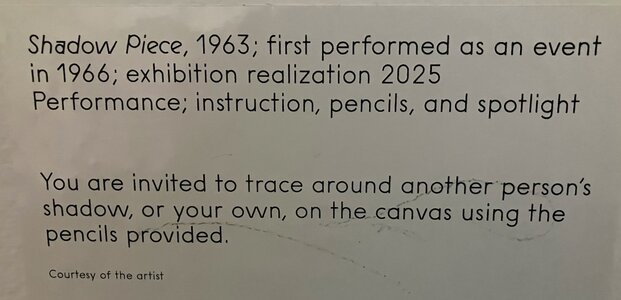 Shadow Piece, 1963; first performed as an event
in 1966; exhibition realization 2025
Performance; instruction, pencils, and spotlight
You are invited to trace around another person's
shadow, or your own, on the canvas using the
pencils provided.
Courtesy of the artist